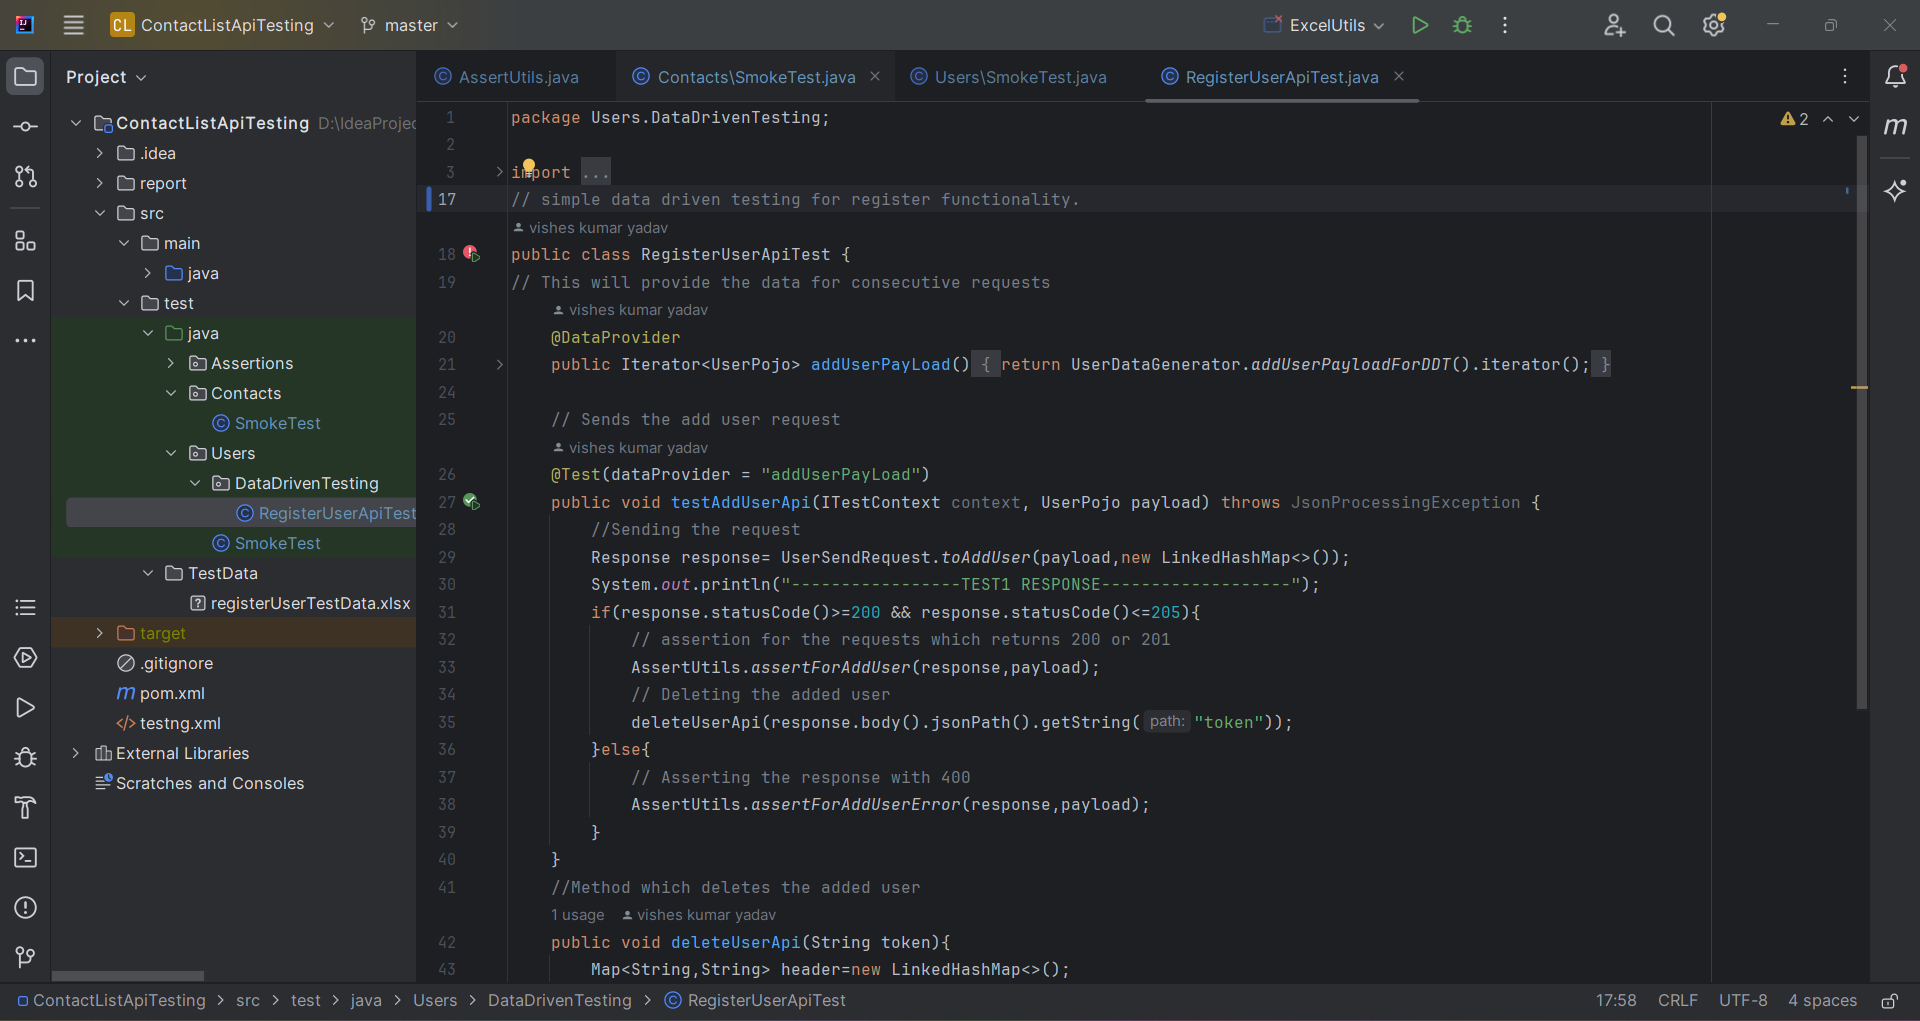 CL ContactListApiTesting master ExcelUtils
Project
AssertUtils.java Contacts\SmokeTest.java Users\SmokeTest.java RegisterUserApiTest.java
ContactListApiTesting D:\IdeaProjec
.idea
report
src
main
java
test
java
Assertions
Contacts
SmokeTest
Users
DataDrivenTesting
RegisterUserApiTest
SmokeTest
TestData
registerUserTestData.xlsx
target
.gitignore
m pom.xml
testng.xml
External Libraries
Scratches and Consoles
1 package Users.DataDrivenTesting;
2
3 import ...
17 // simple data driven testing for register functionality.
vishes kumar yadav
18 public class RegisterUserApiTest {
19 // This will provide the data for consecutive requests
vishes kumar yadav
20 @DataProvider
21 public Iterator<UserPojo> addUserPayLoad() { return UserDataGenerator.addUserPayloadForDDT().iterator(); }
24
25 // Sends the add user request
vishes kumar yadav
26 @Test(dataProvider = "addUserPayLoad")
27 public void testAddUserApi(ITestContext context, UserPojo payload) throws JsonProcessingException {
28 //Sending the request
29 Response response= UserSendRequest.toAddUser(payload,new LinkedHashMap<>());
30 System.out.println("-----------------TEST1 RESPONSE-------------------");
31 if(response.statusCode()>=200 && response.statusCode()<=205){
32 // assertion for the requests which returns 200 or 201
33 AssertUtils.assertForAddUser(response,payload);
34 // Deleting the added user
35 deleteUserApi(response.body().jsonPath().getString( path: "token"));
36 }else{
37 // Asserting the response with 400
38 AssertUtils.assertForAddUserError(response,payload);
39 }
40 }
41 //Method which deletes the added user
1 usage vishes kumar yadav
42 public void deleteUserApi(String token){
43 Map<String,String> header=new LinkedHashMap<>();
2
m
ContactListApiTesting > src > test > java > Users > DataDrivenTesting > RegisterUserApiTest
17:58 CRLF UTF-8 4 spaces